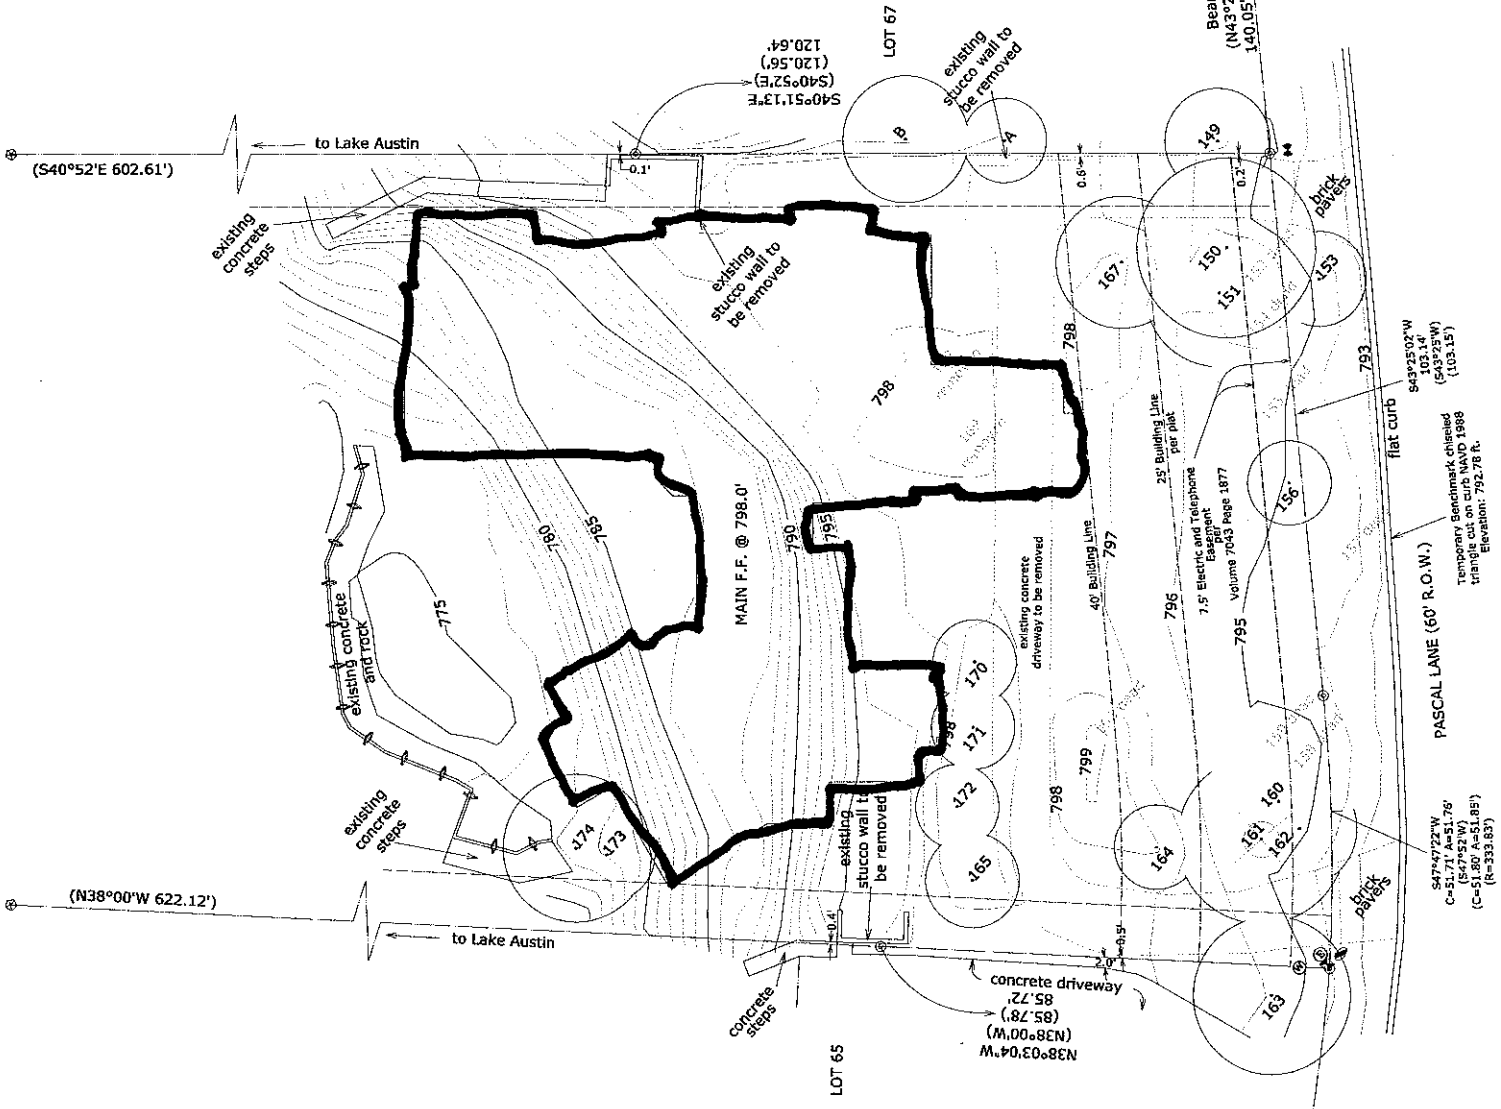 LOT 67
Bear
(N43°2
140.05'
S40°51'13"E
(S40°52'E)
(120.56')
120.64'
existing
stucco wall to
be removed
(S40°52'E 602.61')
to Lake Austin
0.1'
B
A
149
0.6'
0.2'
brick
pavers
existing
concrete
steps
existing
stucco wall to
be removed
167
150
151
153
798
798
793
S43°25'02"W
103.14'
(S43°25'W)
(103.15')
flat curb
25' Building Line
per plat
7.5' Electric and Telephone
Easement
per
Volume 7043 Page 1877
156
Temporary Benchmark chiseled
triangle cut on curb NAVD 1988
Elevation: 792.78 ft.
780
785
MAIN F.F. @ 798.0'
790
795
775
existing concrete
and rock
existing concrete
driveway to be removed
40' Building Line
797
796
795
PASCAL LANE (60' R.O.W.)
170
171
172
165
798
799
798
existing
concrete
steps
174
173
existing
stucco wall to
be removed
164
160
161
162
brick
pavers
S47°47'22"W
C=51.71' A=51.76'
(S47°52'W)
C=51.80' A=51.85')
(R=333.83')
(N38°00'W 622.12')
to Lake Austin
0.4'
2.0'
0.5'
concrete
steps
concrete driveway
N38°03'04"W
(N38°00'W)
(85.78')
85.72'
163
W
LOT 65